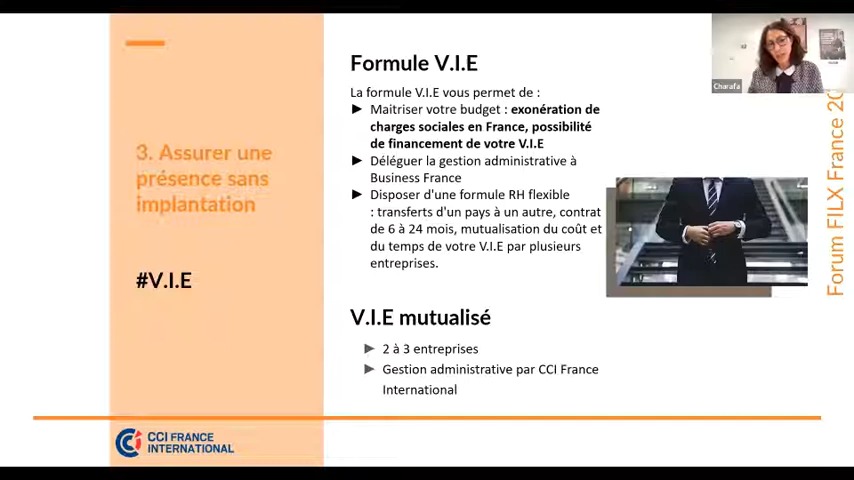 3. Assurer une
présence sans
implantation
#V.I.E
Formule V.I.E
La formule V.I.E vous permet de :
► Maitriser votre budget : exonération de
charges sociales en France, possibilité
de financement de votre V.I.E
► Déléguer la gestion administrative à
Business France
► Disposer d'une formule RH flexible
: transferts d'un pays à un autre, contrat
de 6 à 24 mois, mutualisation du coût et
du temps de votre V.I.E par plusieurs
entreprises.
V.I.E mutualisé
► 2 à 3 entreprises
► Gestion administrative par CCI France
International
Charafa
Forum FILX France 20
CCI FRANCE
INTERNATIONAL